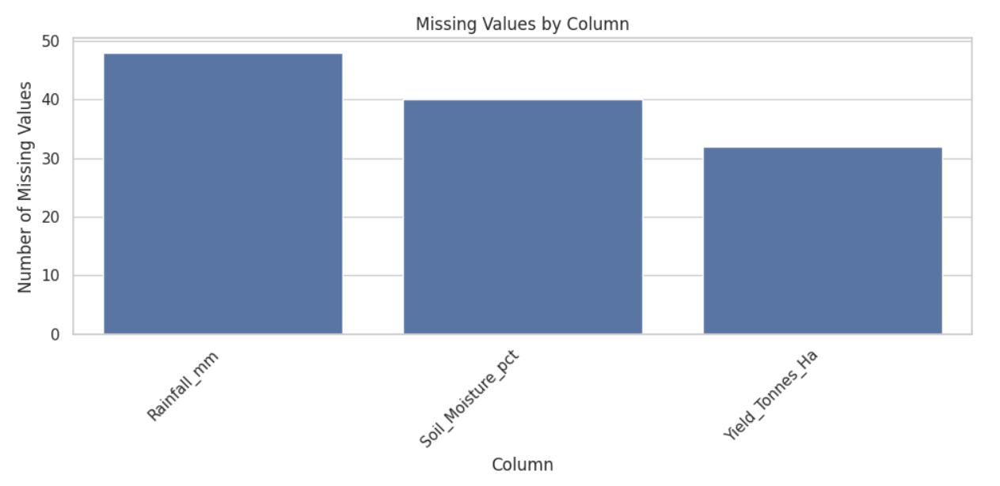 Missing Values by Column
Number of Missing Values
50
40
30
20
10
0
Rainfall_mm
Soil_Moisture_pct
Yield_Tonnes_Ha
Column